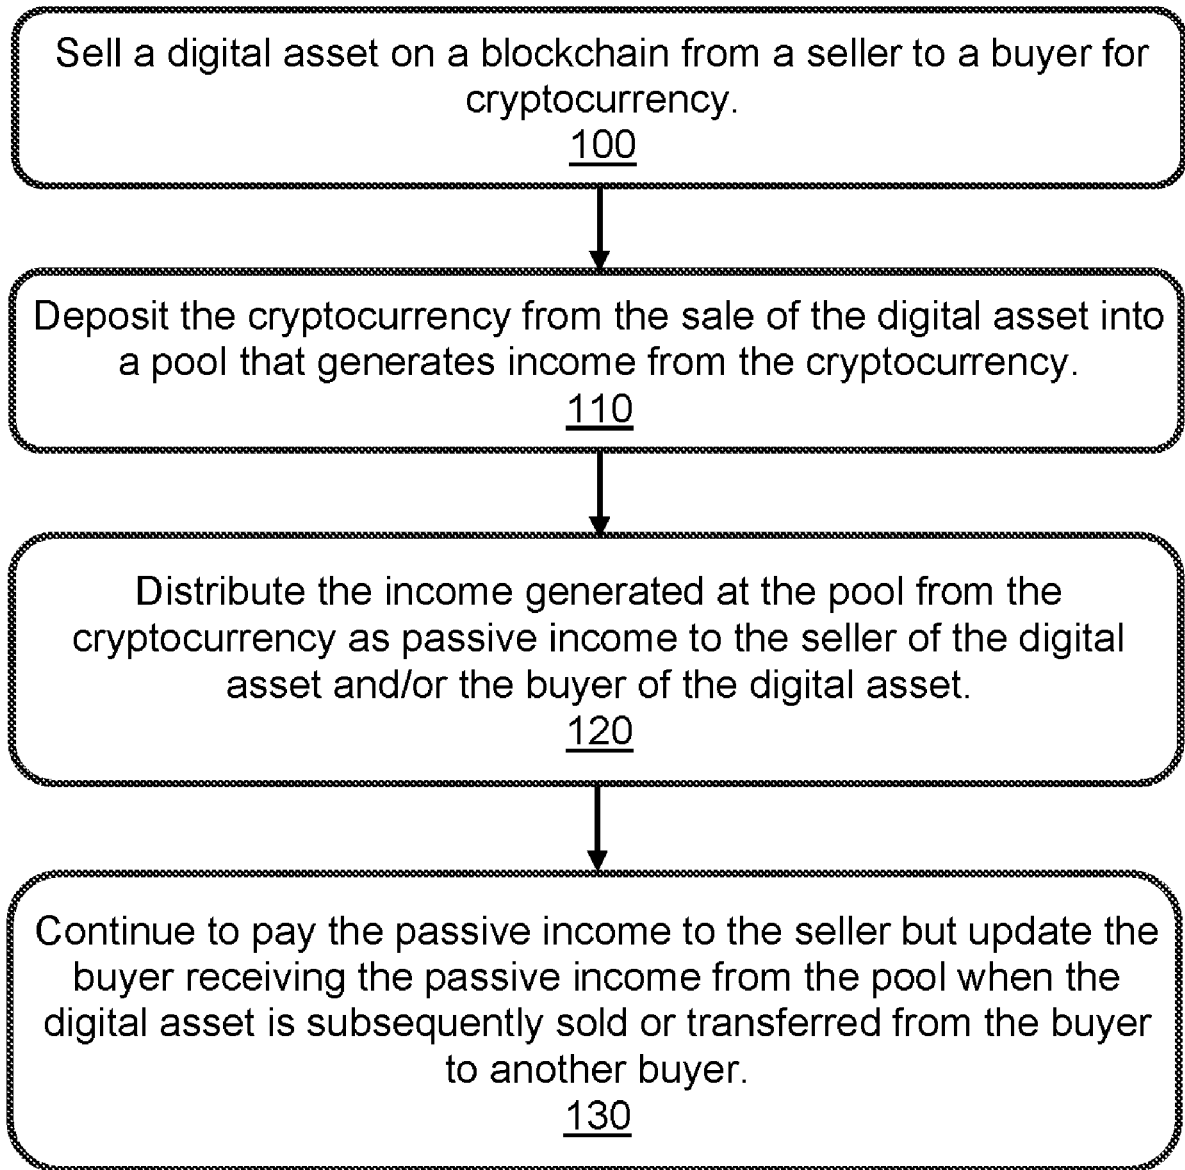 Sell a digital asset on a blockchain from a seller to a buyer for
cryptocurrency.
100
Deposit the cryptocurrency from the sale of the digital asset into
a pool that generates income from the cryptocurrency.
110
Distribute the income generated at the pool from the
cryptocurrency as passive income to the seller of the digital
asset and/or the buyer of the digital asset.
120
Continue to pay the passive income to the seller but update the
buyer receiving the passive income from the pool when the
digital asset is subsequently sold or transferred from the buyer
to another buyer.
130